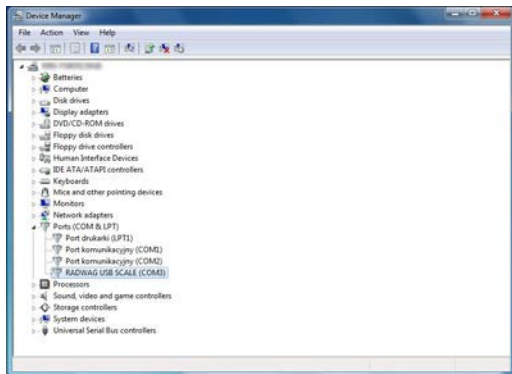 Device Manager
File Action View Help
Batteries
Computer
Disk drives
Display adapters
DVD/CD-ROM drives
Floppy disk drives
Floppy drive controllers
Human Interface Devices
IDE ATA/ATAPI controllers
Keyboards
Mice and other pointing devices
Monitors
Network adapters
Ports (COM & LPT)
Port drukarki (LPT1)
Port komunikacyjny (COM1)
Port komunikacyjny (COM2)
RADWAG USB SCALE (COM3)
Processors
Sound, video and game controllers
Storage controllers
System devices
Universal Serial Bus controllers